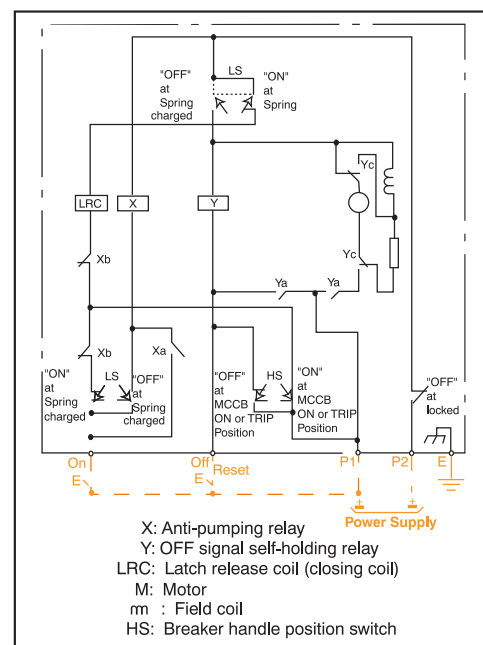 LS
"OFF"
at
Spring
charged
"ON"
at
Spring
Yc
LRC
X
Y
Xb
Yc
Ya
Ya
Xb
Xa
"ON"
at
Spring
charged
LS
"OFF"
at
Spring
charged
"OFF"
at
MCCB
ON or TRIP
Position
HS
"ON"
at
MCCB
ON or TRIP
Position
"OFF"
at
locked
On
Off
Reset
P1
P2
E
E
E
Power Supply
X: Anti-pumping relay
Y: OFF signal self-holding relay
LRC: Latch release coil (closing coil)
M: Motor
m : Field coil
HS: Breaker handle position switch